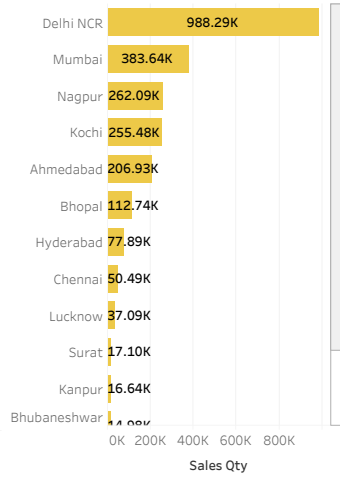 Delhi NCR 988.29K
Mumbai 383.64K
Nagpur 262.09K
Kochi 255.48K
Ahmedabad 206.93K
Bhopal 112.74K
Hyderabad 77.89K
Chennai 50.49K
Lucknow 37.09K
Surat 17.10K
Kanpur 16.64K
Bhubaneshwar
0K 200K 400K 600K 800K
Sales Qty